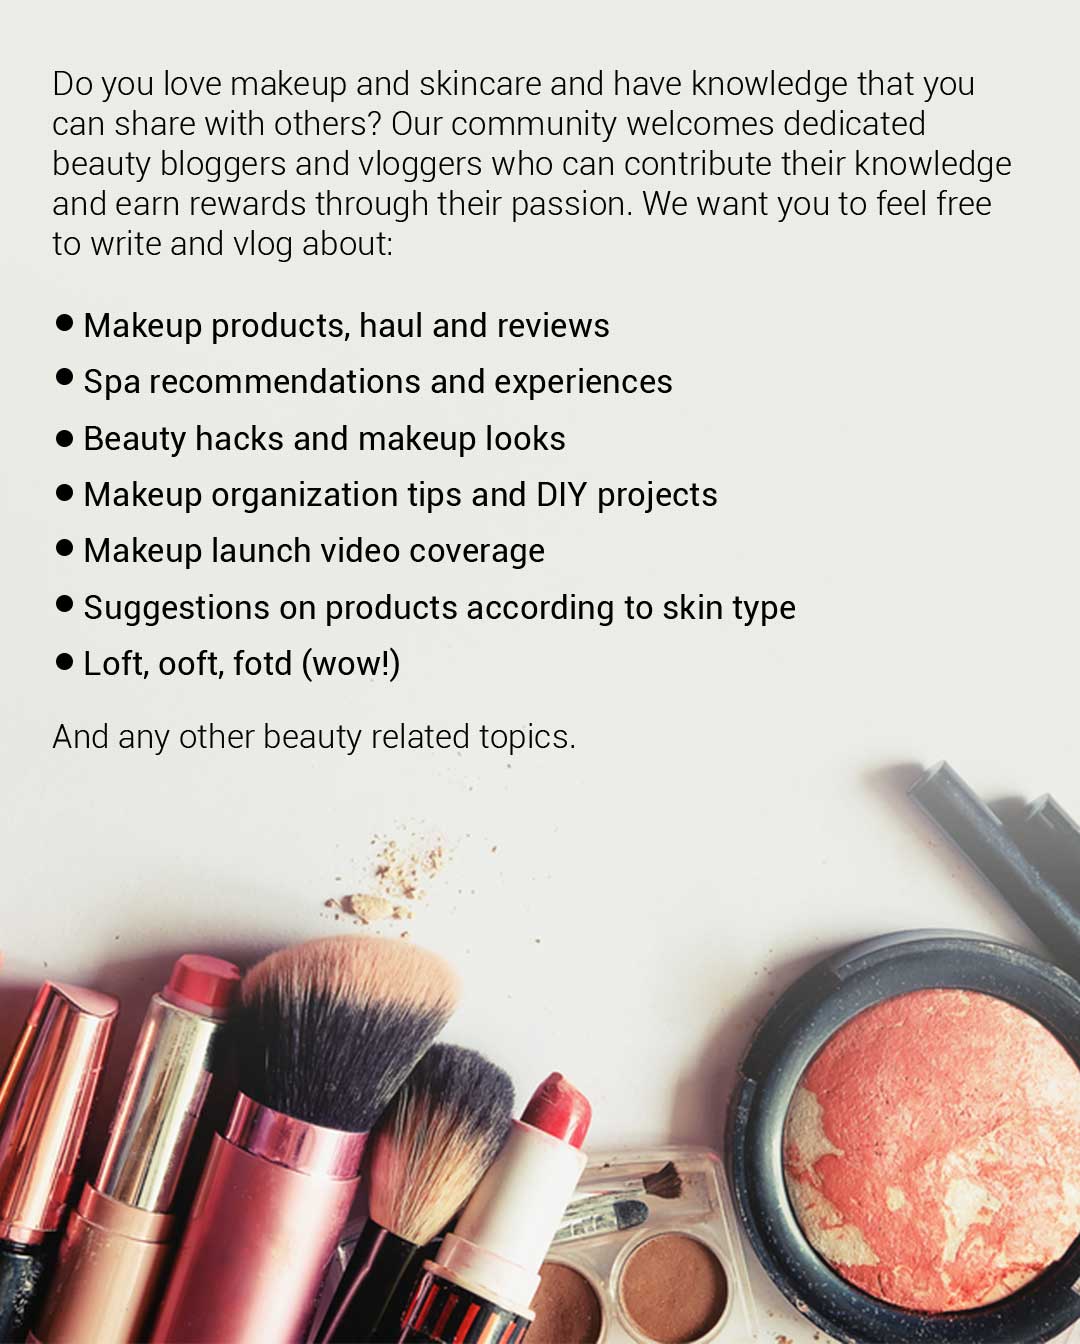 Do you love makeup and skincare and have knowledge that you
can share with others? Our community welcomes dedicated
beauty bloggers and vloggers who can contribute their knowledge
and earn rewards through their passion. We want you to feel free
to write and vlog about:
● Makeup products, haul and reviews
● Spa recommendations and experiences
● Beauty hacks and makeup looks
● Makeup organization tips and DIY projects
● Makeup launch video coverage
● Suggestions on products according to skin type
● Loft, ooft, fotd (wow!)
And any other beauty related topics.